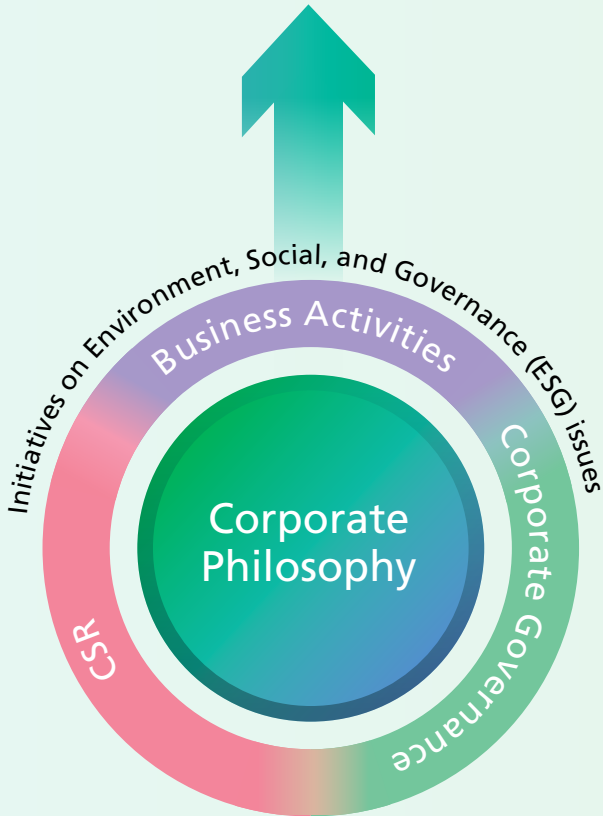 Initiatives on Environment, Social, and Governance (ESG) issues
Business Activities
Corporate Governance
CSR
Corporate
Philosophy